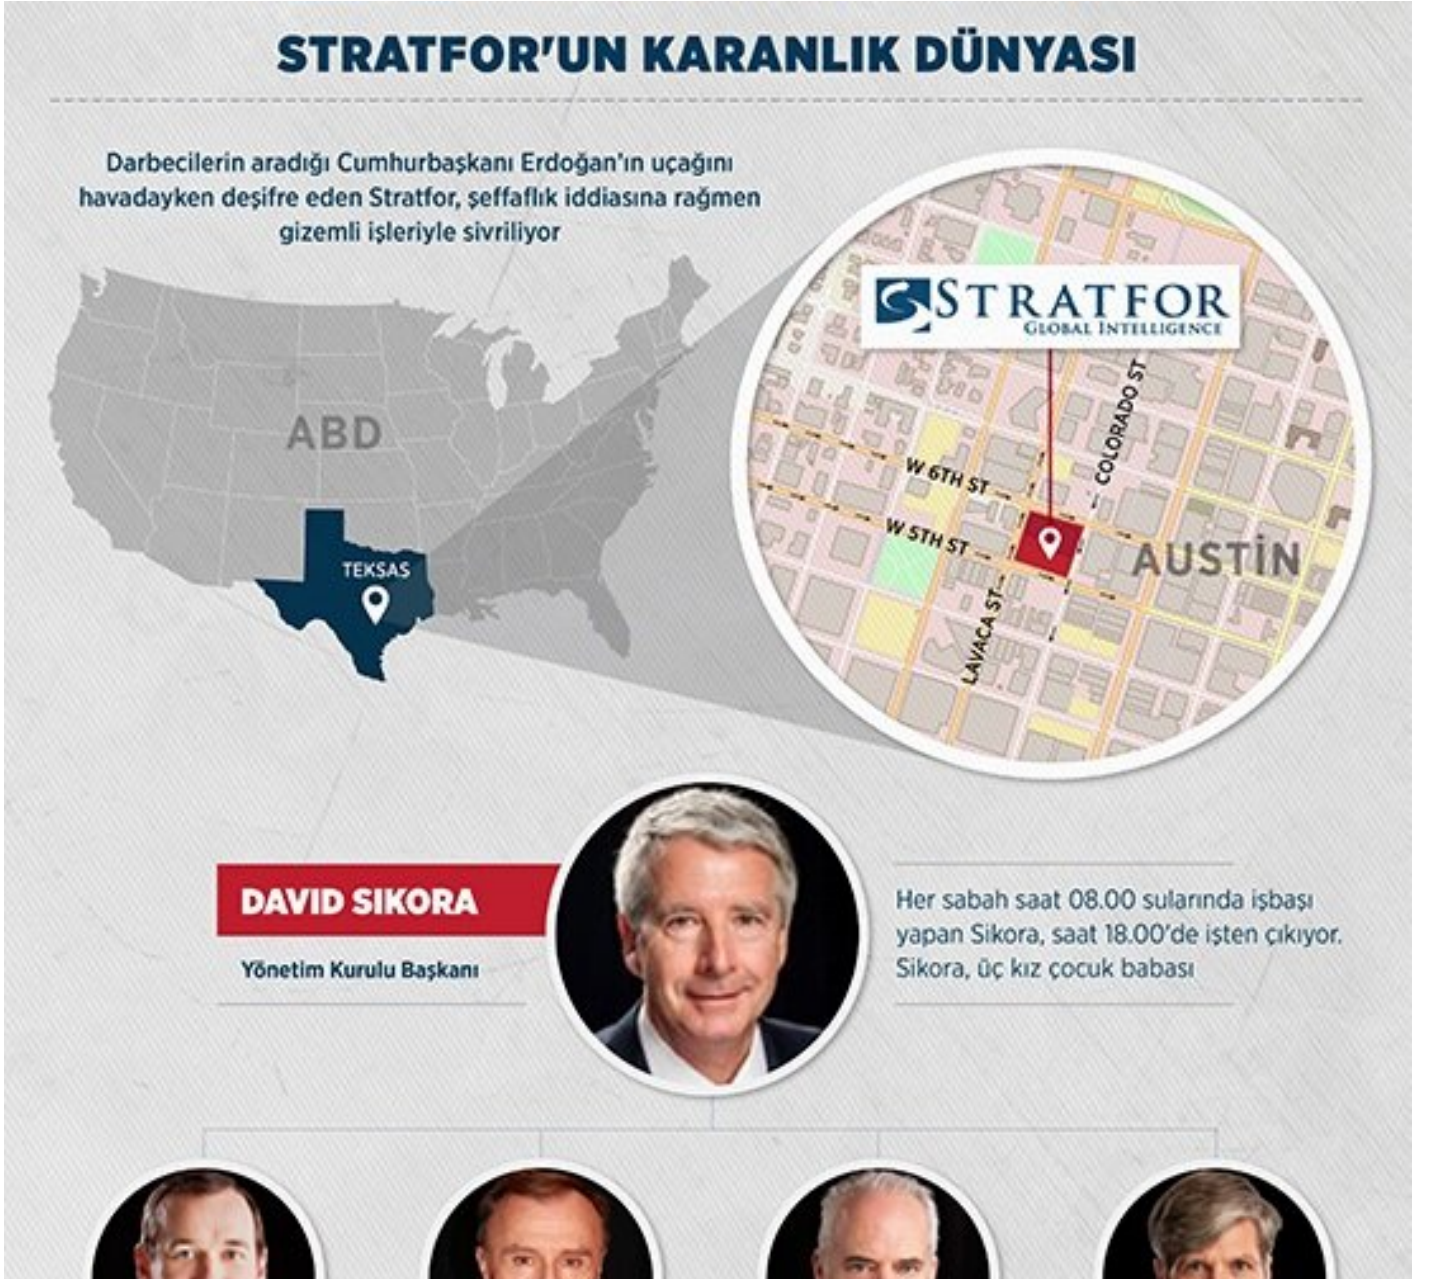 STRATFOR'UN KARANLIK DÜNYASI
Darbecilerin aradığı Cumhurbaşkanı Erdoğan'ın uçağını
havadayken deşifre eden Stratfor, şeffaflık iddiasına rağmen
gizemli işleriyle sivriliyor
ABD
TEKSAS
STRATFOR
GLOBAL INTELLIGENCE
COLORADO ST
W 6TH ST
W 5TH ST
AUSTİN
LAVACA ST
DAVID SIKORA
Yönetim Kurulu Başkanı
Her sabah saat 08.00 sularında işbaşı
yapan Sikora, saat 18.00'de işten çıkıyor.
Sikora, üç kız çocuk babası